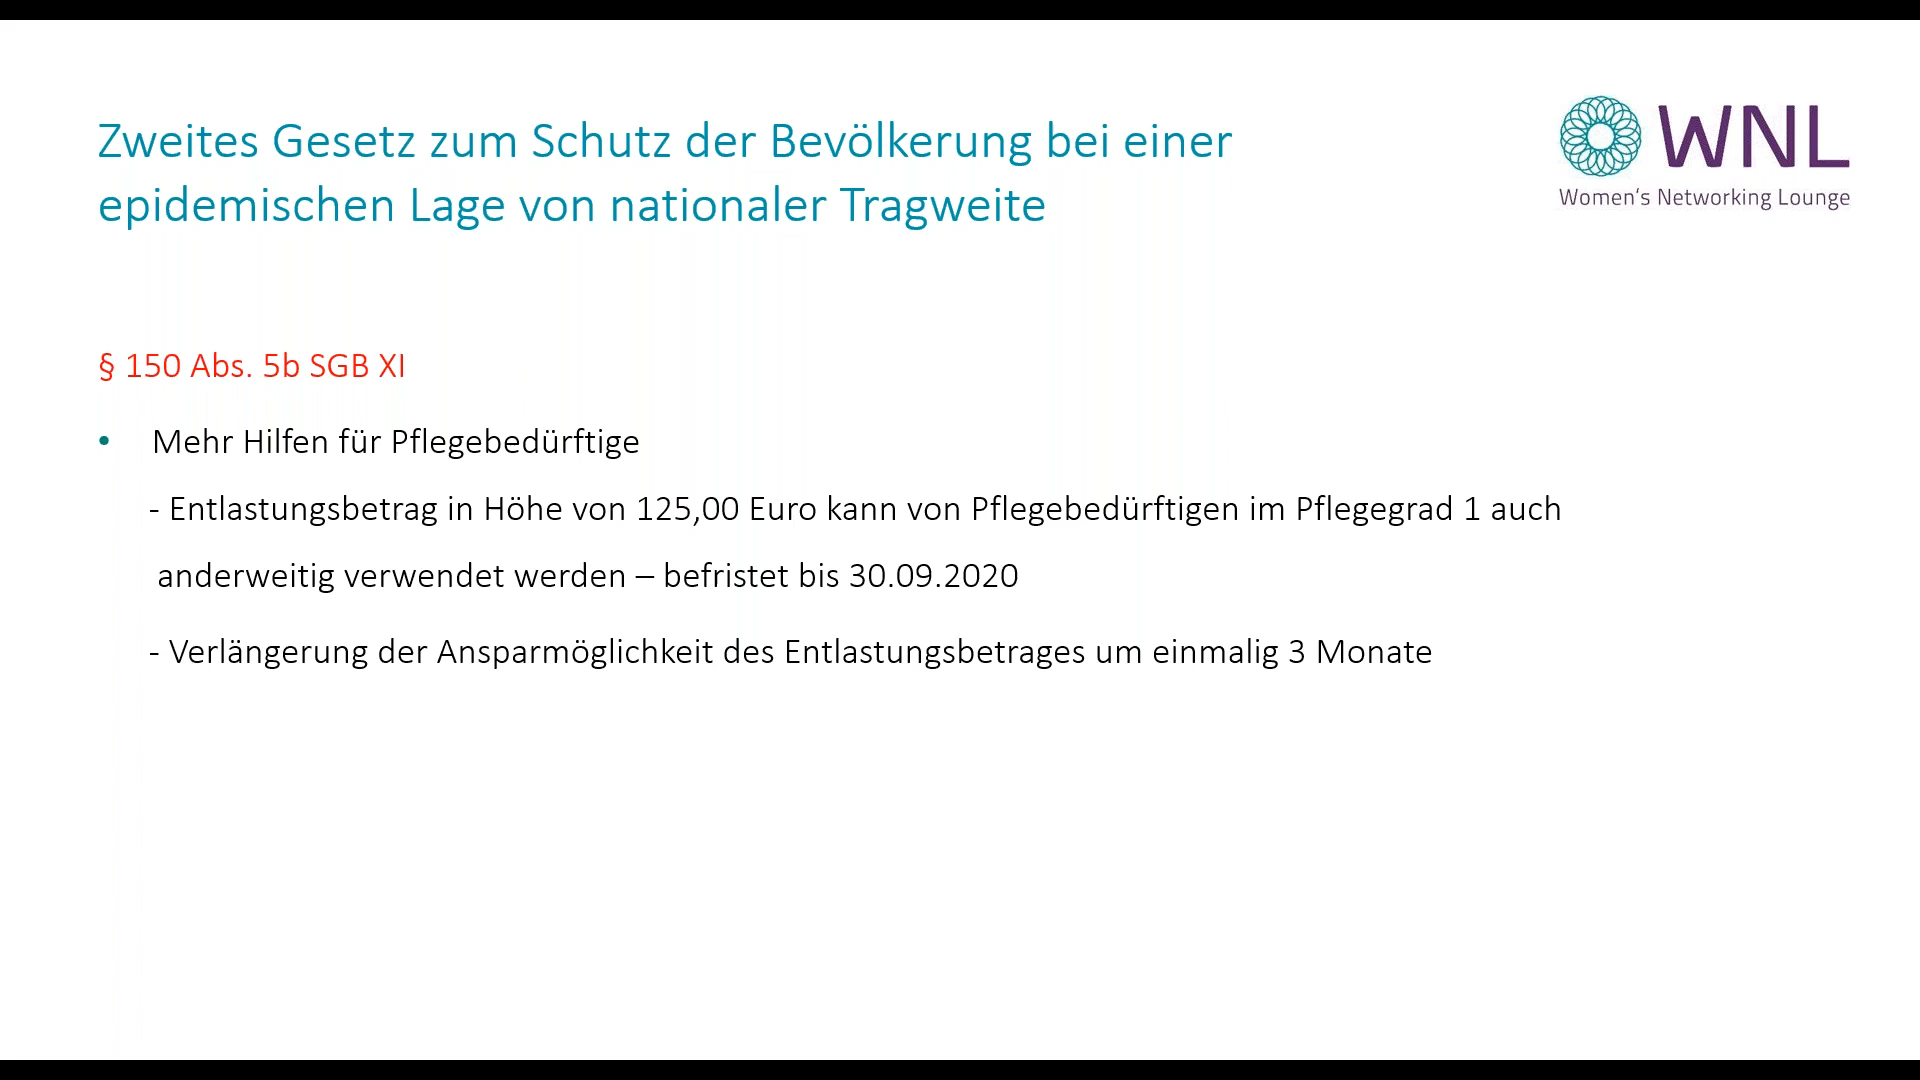 Zweites Gesetz zum Schutz der Bevölkerung bei einer
epidemischen Lage von nationaler Tragweite
WNL
Women's Networking Lounge
§ 150 Abs. 5b SGB XI
• Mehr Hilfen für Pflegebedürftige
- Entlastungsbetrag in Höhe von 125,00 Euro kann von Pflegebedürftigen im Pflegegrad 1 auch
anderweitig verwendet werden – befristet bis 30.09.2020
- Verlängerung der Ansparmöglichkeit des Entlastungsbetrages um einmalig 3 Monate